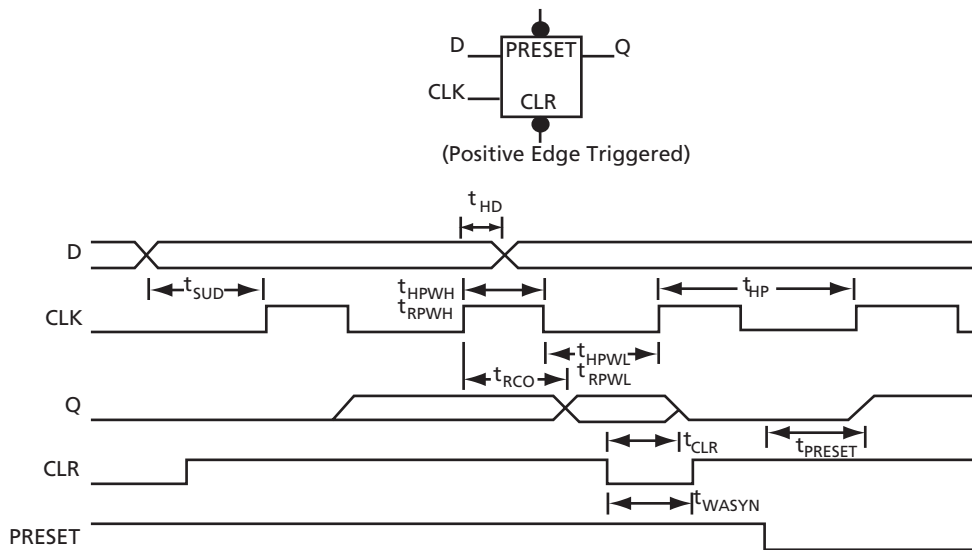 D PRESET Q
CLK CLR
(Positive Edge Triggered)
tHD
D
tSUD tHPWH tHP
tRPWH
CLK
tHPWL
tRCO tRPWL
Q
tCLR tPRESET
CLR
tWASYN
PRESET